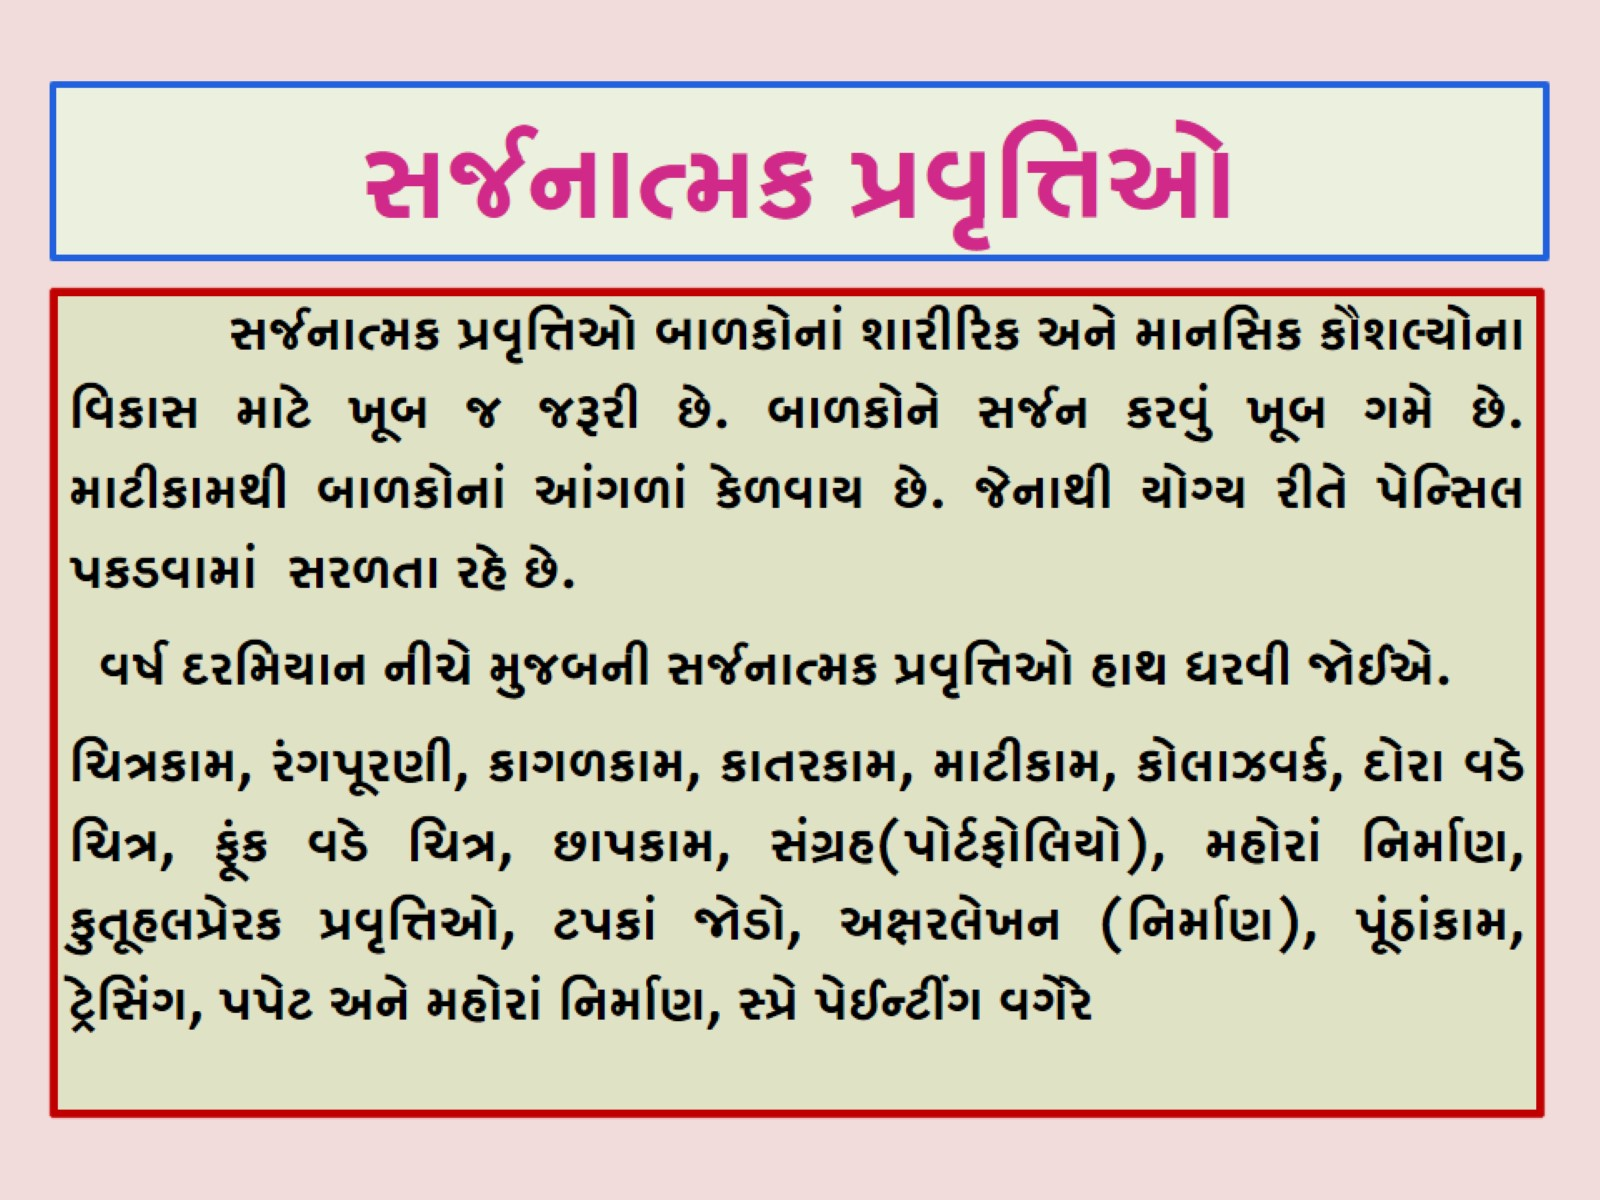 સર્જનાત્મક પ્રવૃત્તિઓ
સર્જનાત્મક પ્રવૃત્તિઓ બાળકોનાં શારીરિક અને માનસિક કૌશલ્યોના
વિકાસ માટે ખૂબ જ જરૂરી છે. બાળકોને સર્જન કરવું ખૂબ ગમે છે.
માટીકામથી બાળકોનાં આંગળાં કેળવાય છે. જેનાથી યોગ્ય રીતે પેન્સિલ
પકડવામાં સરળતા રહે છે.
વર્ષ દરમિયાન નીચે મુજબની સર્જનાત્મક પ્રવૃત્તિઓ હાથ ધરવી જોઈએ.
ચિત્રકામ, રંગપૂરણી, કાગળકામ, કાતરકામ, માટીકામ, કોલાઝવર્ક, દોરા વડે
ચિત્ર, ફૂંક વડે ચિત્ર, છાપકામ, સંગ્રહ(પોર્ટફોલિયો), મહોરાં નિર્માણ,
કુતૂહલપ્રેરક પ્રવૃત્તિઓ, ટપકાં જોડો, અક્ષરલેખન (નિર્માણ), પૂંઠાંકામ,
ટ્રેસિંગ, પપેટ અને મહોરાં નિર્માણ, સ્પ્રે પેઈન્ટીંગ વગેરે